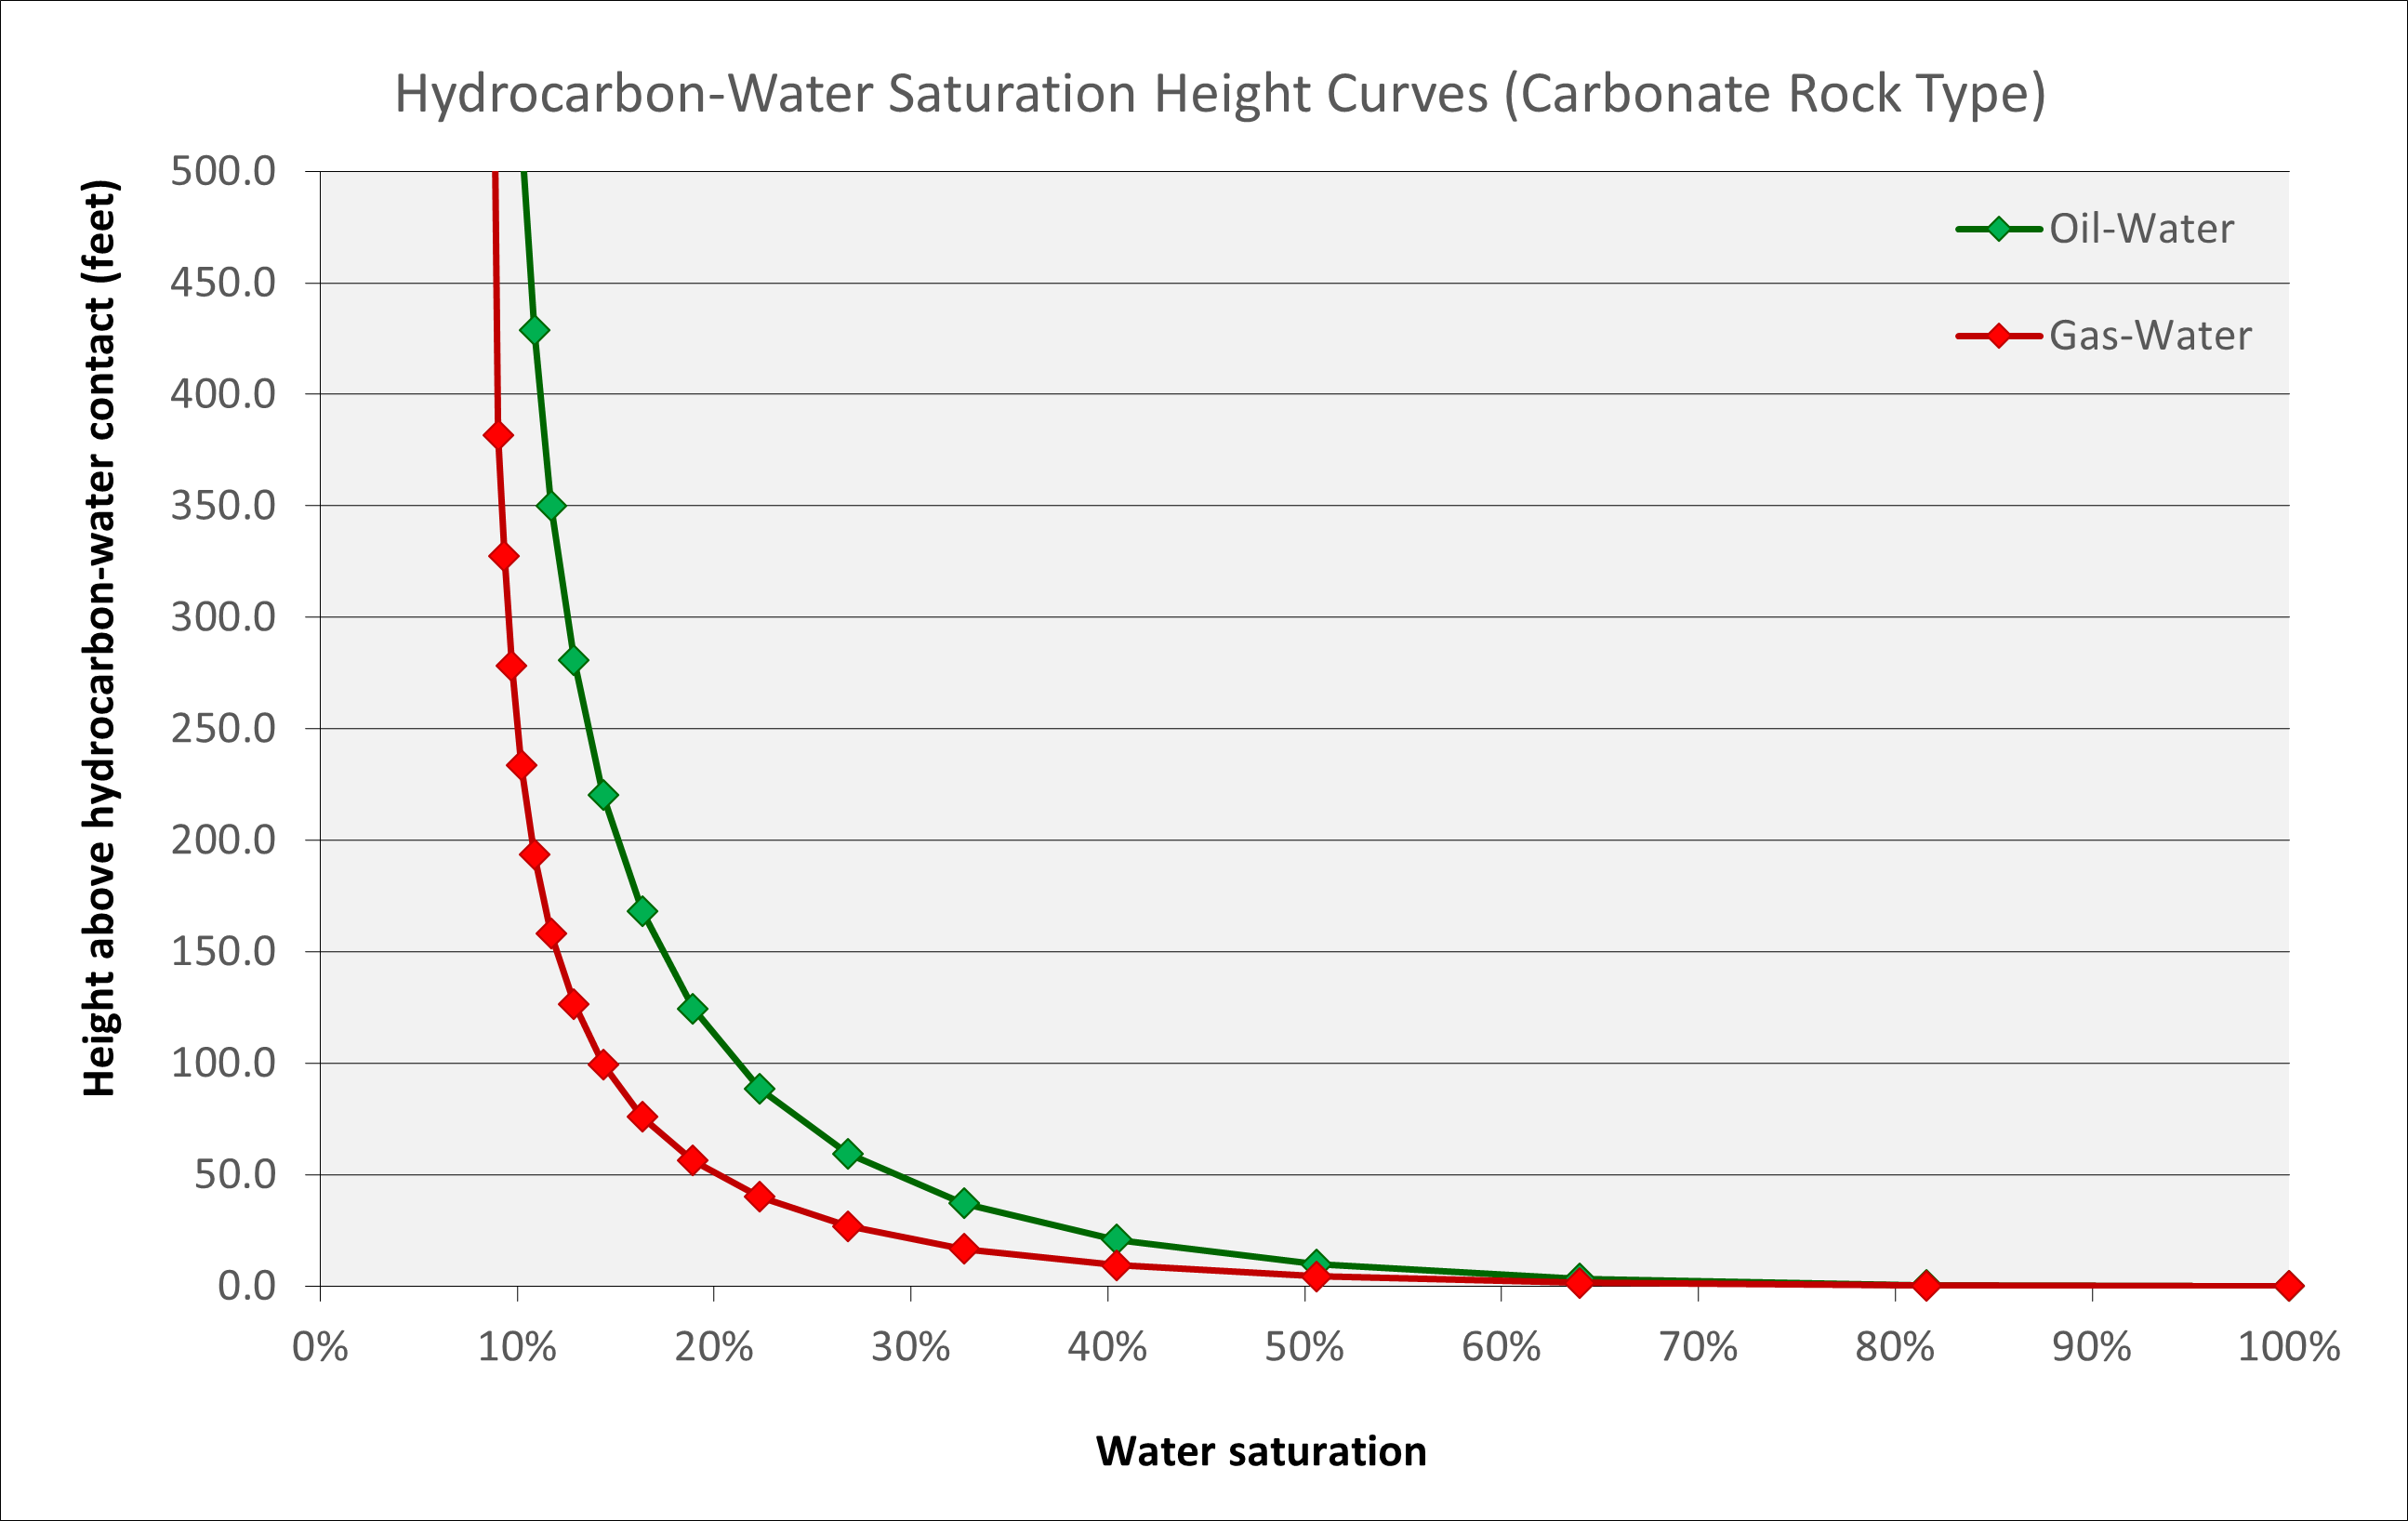 Hydrocarbon-Water Saturation Height Curves (Carbonate Rock Type)
Height above hydrocarbon-water contact (feet)
500.0
450.0
400.0
350.0
300.0
250.0
200.0
150.0
100.0
50.0
0.0
Oil-Water
Gas-Water
0% 10% 20% 30% 40% 50% 60% 70% 80% 90% 100%
Water saturation